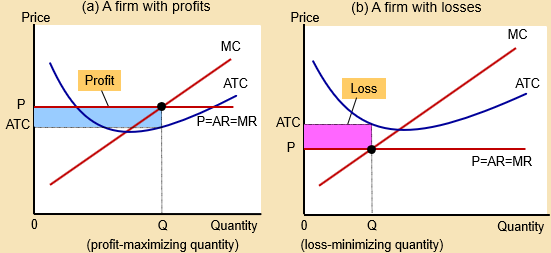 (a) A firm with profits
Price
MC
Profit
ATC
P
ATC
P=AR=MR
0
Q
Quantity
(profit-maximizing quantity)
(b) A firm with losses
Price
MC
Loss
ATC
ATC
P
P=AR=MR
0
Q
Quantity
(loss-minimizing quantity)